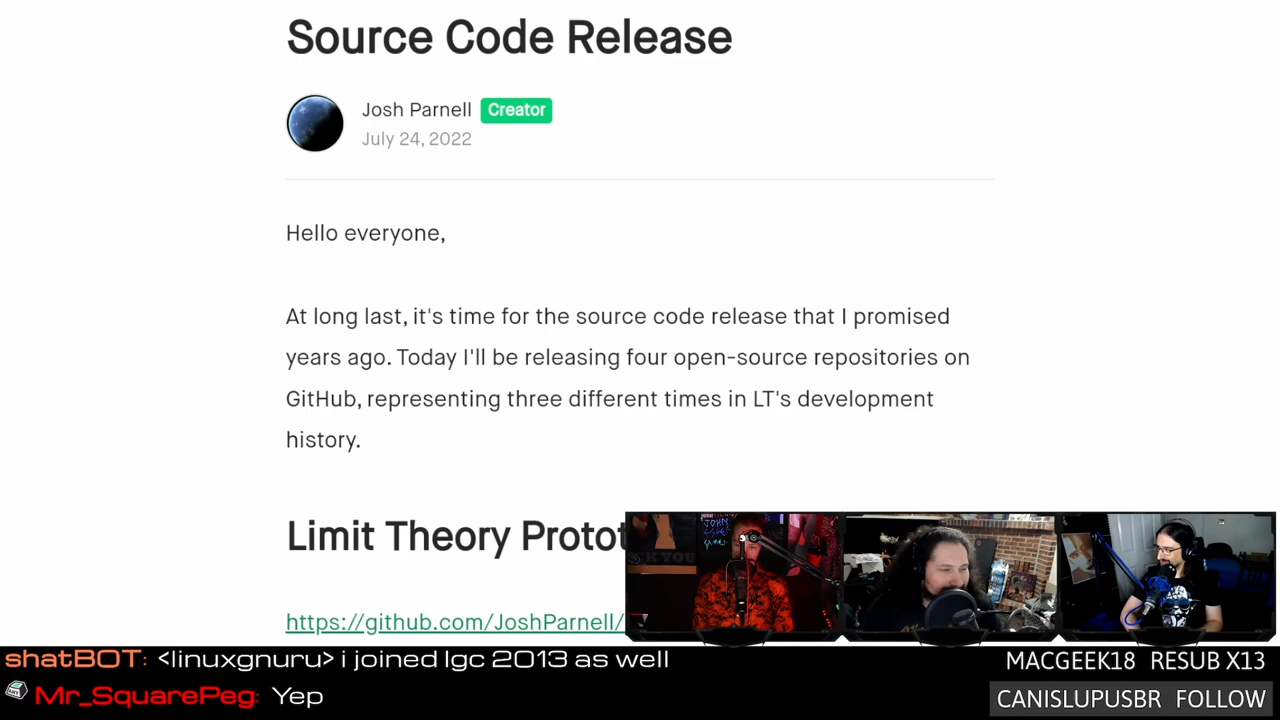 Source Code Release
Josh Parnell Creator
July 24, 2022
Hello everyone,
At long last, it's time for the source code release that I promised
years ago. Today I'll be releasing four open-source repositories on
GitHub, representing three different times in LT's development
history.
Limit Theory Protot
https://github.com/JoshParnell/
shatBOT: <linuxgnuru> i joined lgc 2013 as well
Mr_SquarePeg: Yep
MACGEEK18 RESUB X13
CANISLUPUSBR FOLLOW